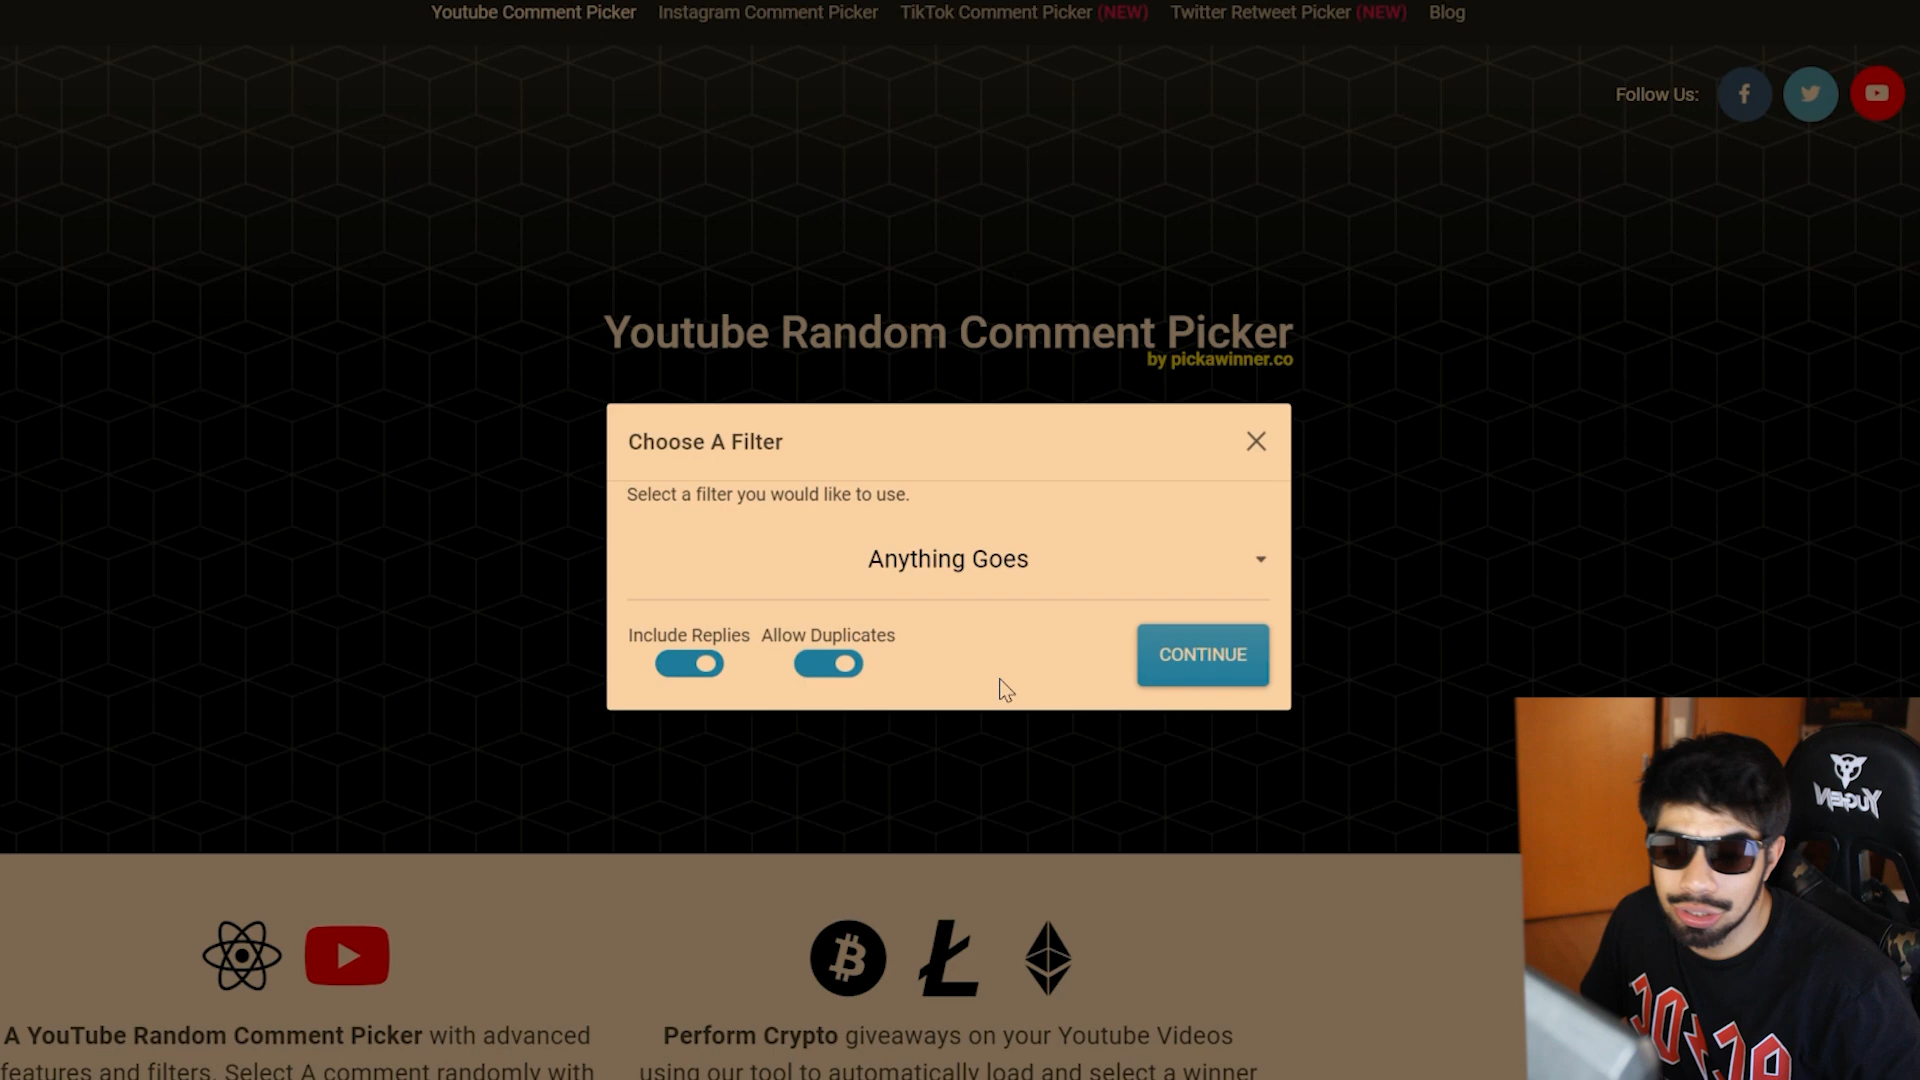 Youtube Comment Picker Instagram Comment Picker TikTok Comment Picker (NEW) Twitter Retweet Picker (NEW) Blog
Follow Us:
Youtube Random Comment Picker
by pickawinner.co
Choose A Filter
Select a filter you would like to use.
Anything Goes
Include Replies Allow Duplicates
CONTINUE
A YouTube Random Comment Picker with advanced
features and filters. Select A comment randomly with
Perform Crypto giveaways on your Youtube Videos
using our tool to automatically load and select a winner